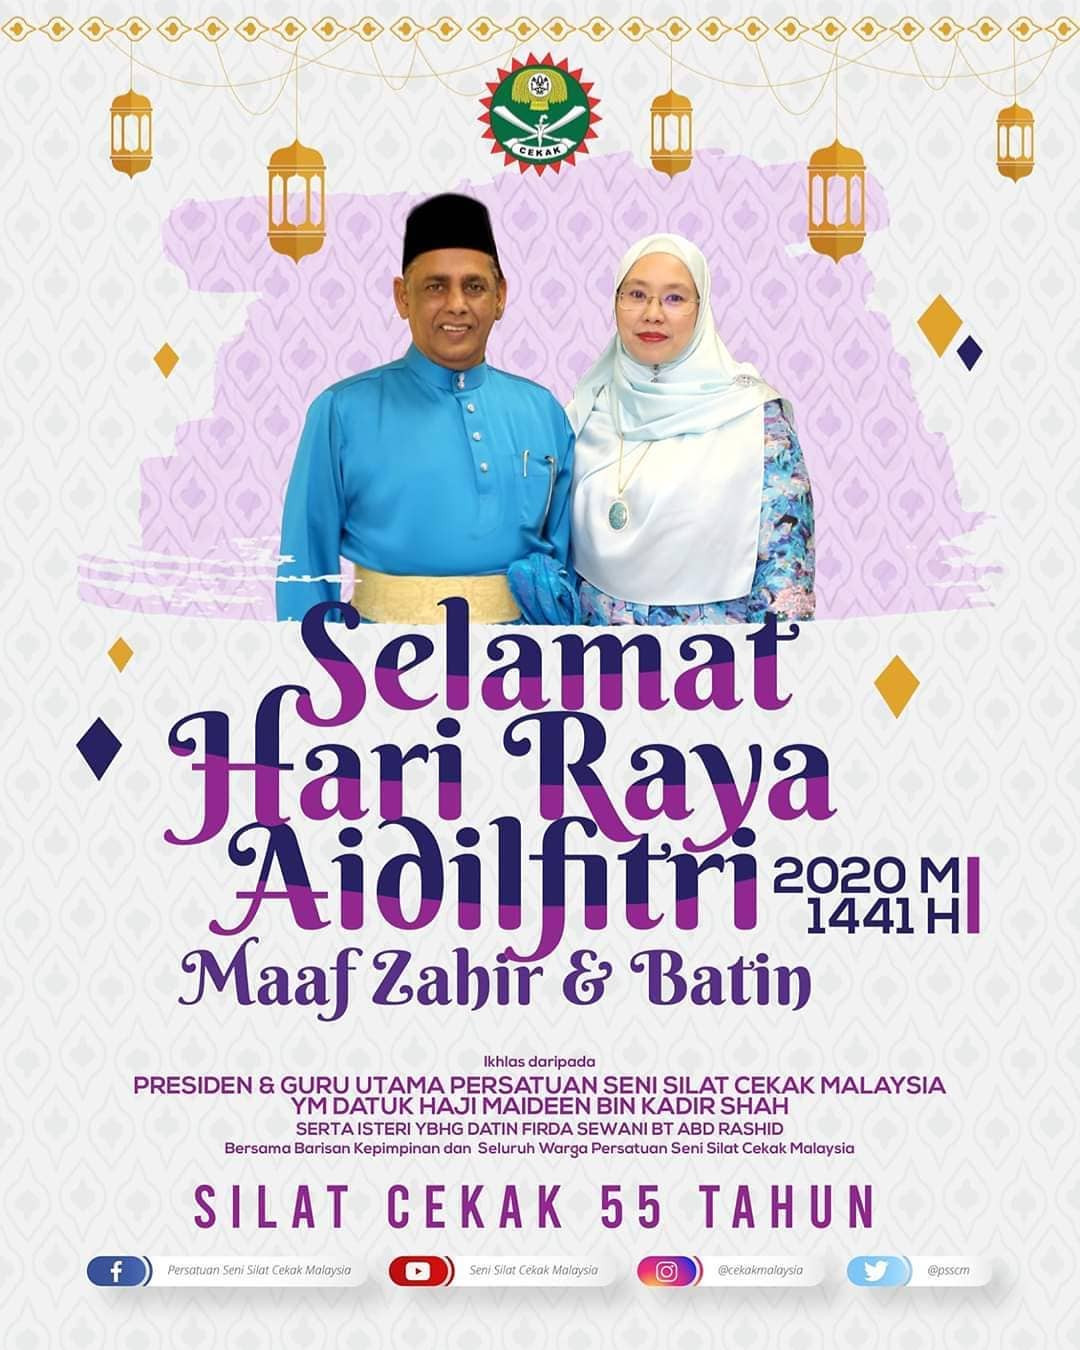 CEKAK
Selamat
Hari Raya
Aidilfitri
2020 M
1441 H
Maaf Zahir & Batin
Ikhlas daripada
PRESIDEN & GURU UTAMA PERSATUAN SENI SILAT CEKAK MALAYSIA
YM DATUK HAJI MAIDEEN BIN KADIR SHAH
SERTA ISTERI YBHG DATIN FIRDA SEWANI BT ABD RASHID
Bersama Barisan Kepimpinan dan Seluruh Warga Persatuan Seni Silat Cekak Malaysia
SILAT CEKAK 55 TAHUN
Persatuan Seni Silat Cekak Malaysia
Seni Silat Cekak Malaysia
@cekakmalaysia
@psscm